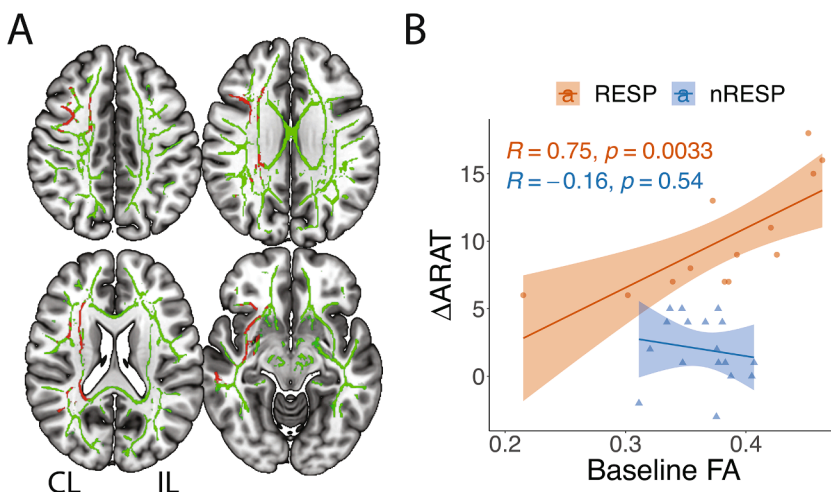 A
B
a RESP a nRESP
R = 0.75, p = 0.0033
R = −0.16, p = 0.54
15
10
5
0
ΔARAT
0.2 0.3 0.4
Baseline FA
CL IL